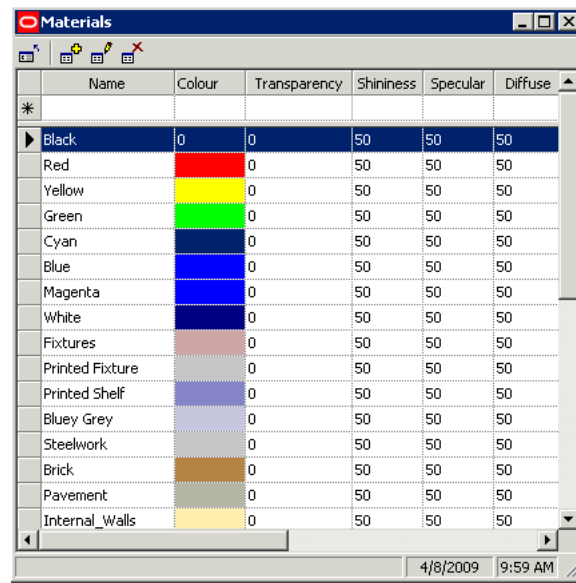 Materials
Name Colour Transparency Shininess Specular Diffuse
Black 0 0 50 50 50
Red 0 50 50 50
Yellow 0 50 50 50
Green 0 50 50 50
Cyan 0 50 50 50
Blue 0 50 50 50
Magenta 0 50 50 50
White 0 50 50 50
Fixtures 0 50 50 50
Printed Fixture 0 50 50 50
Printed Shelf 0 50 50 50
Bluey Grey 0 50 50 50
Steelwork 0 50 50 50
Brick 0 50 50 50
Pavement 0 50 50 50
Internal_Walls 0 50 50 50
4/8/2009 9:59 AM